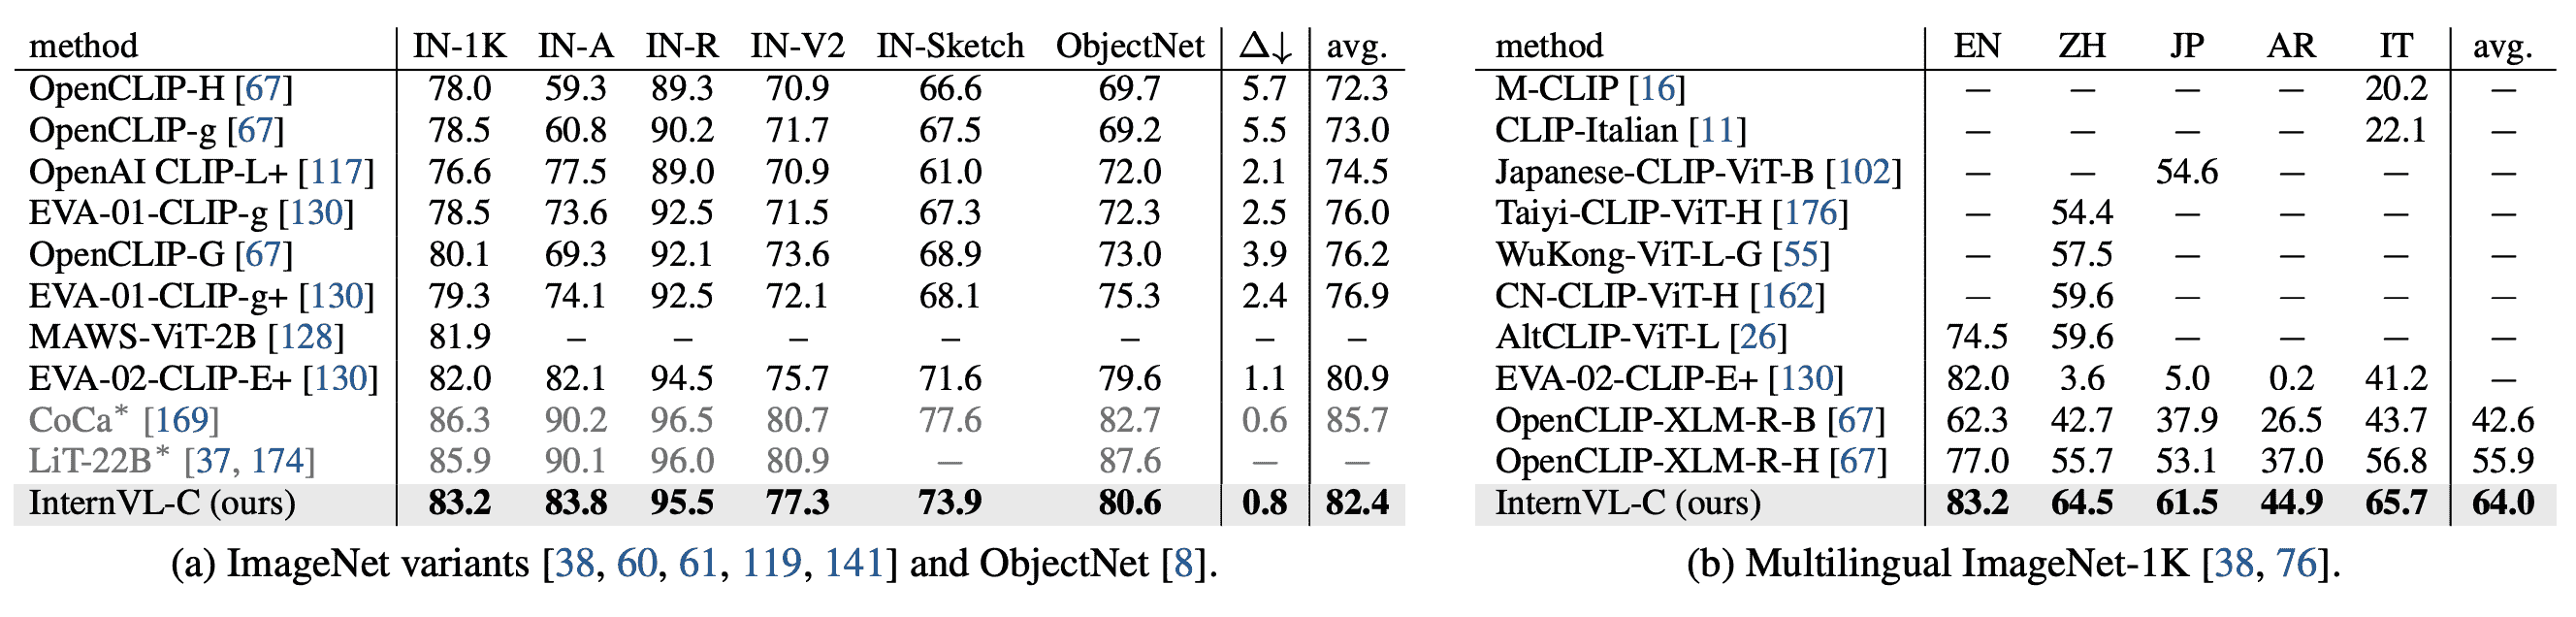 method IN-1K IN-A IN-R IN-V2 IN-Sketch ObjectNet Δ↓ avg.
OpenCLIP-H [67] 78.0 59.3 89.3 70.9 66.6 69.7 5.7 72.3
OpenCLIP-g [67] 78.5 60.8 90.2 71.7 67.5 69.2 5.5 73.0
OpenAI CLIP-L+ [117] 76.6 77.5 89.0 70.9 61.0 72.0 2.1 74.5
EVA-01-CLIP-g [130] 78.5 73.6 92.5 71.5 67.3 72.3 2.5 76.0
OpenCLIP-G [67] 80.1 69.3 92.1 73.6 68.9 73.0 3.9 76.2
EVA-01-CLIP-g+ [130] 79.3 74.1 92.5 72.1 68.1 75.3 2.4 76.9
MAWS-ViT-2B [128] 81.9 – – – – – – –
EVA-02-CLIP-E+ [130] 82.0 82.1 94.5 75.7 71.6 79.6 1.1 80.9
CoCa* [169] 86.3 90.2 96.5 80.7 77.6 82.7 0.6 85.7
LiT-22B* [37, 174] 85.9 90.1 96.0 80.9 – 87.6 – –
InternVL-C (ours) 83.2 83.8 95.5 77.3 73.9 80.6 0.8 82.4
(a) ImageNet variants [38, 60, 61, 119, 141] and ObjectNet [8].
method EN ZH JP AR IT avg.
M-CLIP [16] – – – – 20.2 –
CLIP-Italian [11] – – – – 22.1 –
Japanese-CLIP-ViT-B [102] – – 54.6 – – –
Taiyi-CLIP-ViT-H [176] – 54.4 – – – –
WuKong-ViT-L-G [55] – 57.5 – – – –
CN-CLIP-ViT-H [162] – 59.6 – – – –
AltCLIP-ViT-L [26] 74.5 59.6 – – – –
EVA-02-CLIP-E+ [130] 82.0 3.6 5.0 0.2 41.2 –
OpenCLIP-XLM-R-B [67] 62.3 42.7 37.9 26.5 43.7 42.6
OpenCLIP-XLM-R-H [67] 77.0 55.7 53.1 37.0 56.8 55.9
InternVL-C (ours) 83.2 64.5 61.5 44.9 65.7 64.0
(b) Multilingual ImageNet-1K [38, 76].